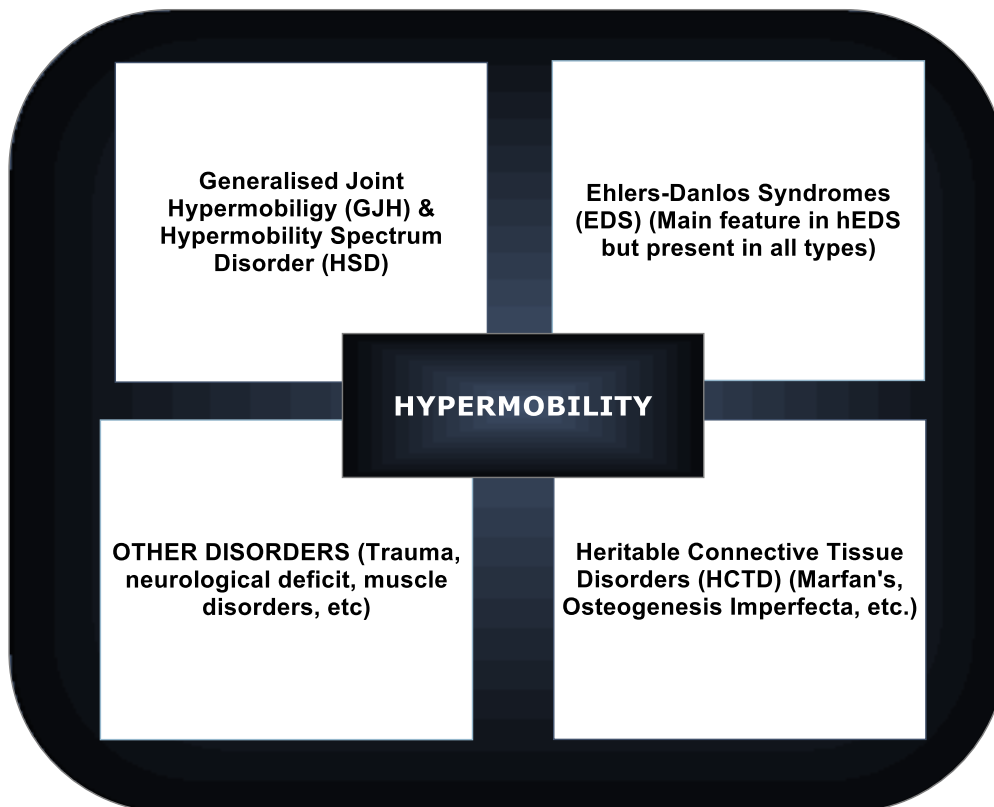 Generalised Joint
Hypermobiligy (GJH) &
Hypermobility Spectrum
Disorder (HSD)
Ehlers-Danlos Syndromes
(EDS) (Main feature in hEDS
but present in all types)
HYPERMOBILITY
OTHER DISORDERS (Trauma,
neurological deficit, muscle
disorders, etc)
Heritable Connective Tissue
Disorders (HCTD) (Marfan's,
Osteogenesis Imperfecta, etc.)